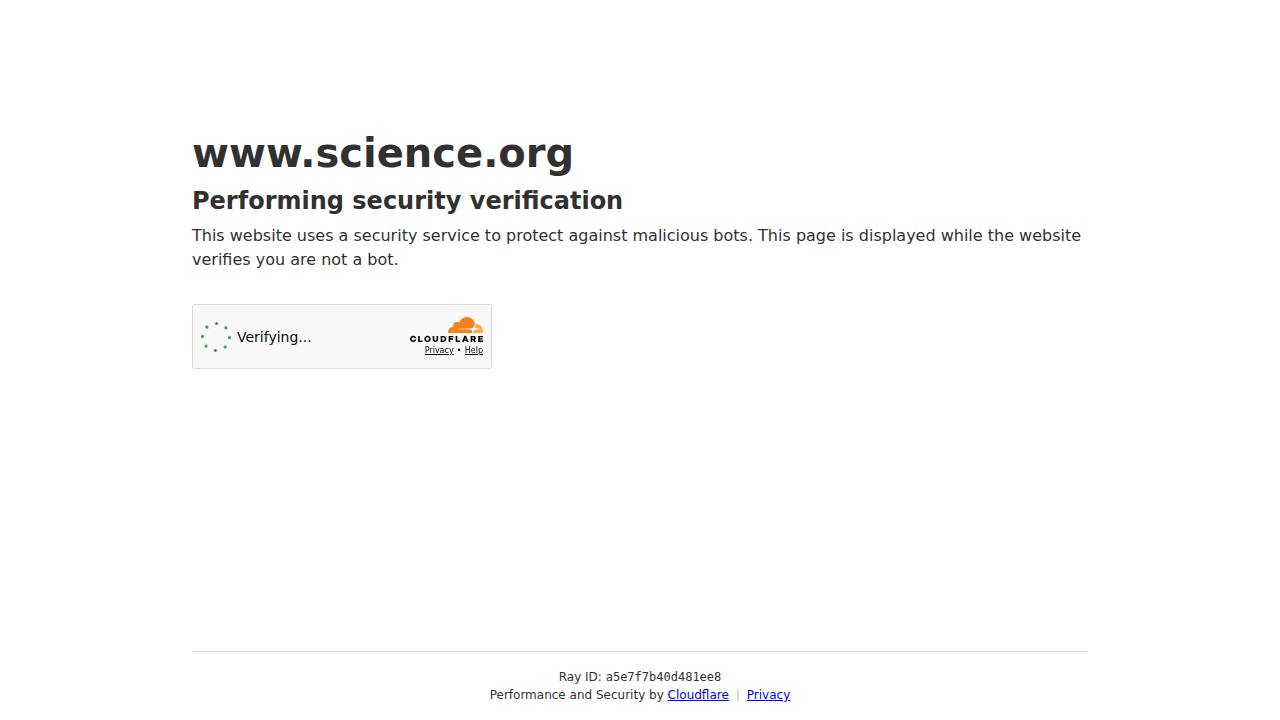 www.science.org
Performing security verification
This website uses a security service to protect against malicious bots. This page is displayed while the website
verifies you are not a bot.
Verifying...
CLOUDFLARE
Privacy • Help
Ray ID: a5e7f7b40d481ee8
Performance and Security by Cloudflare | Privacy